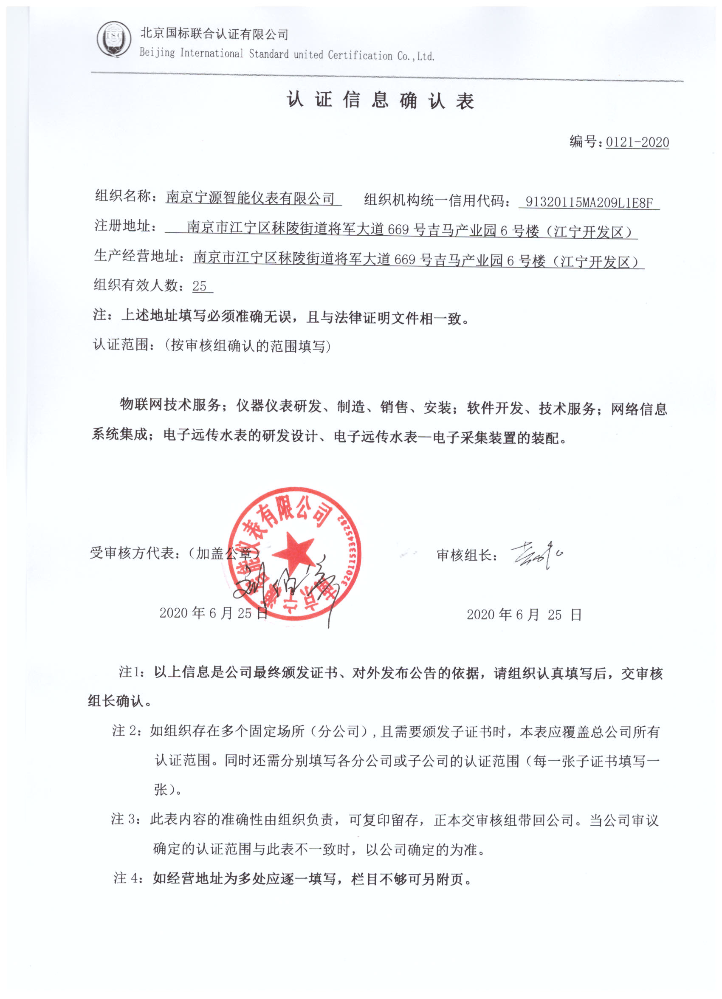 ISC
北京国标联合认证有限公司
Beijing International Standard united Certification Co.,Ltd.
认证信息确认表
编号:0121-2020
组织名称：南京宁源智能仪表有限公司 组织机构统一信用代码：91320115MA209L1E8F
注册地址：南京市江宁区秣陵街道将军大道 669 号吉马产业园 6 号楼（江宁开发区）
生产经营地址：南京市江宁区秣陵街道将军大道 669 号吉马产业园 6 号楼（江宁开发区）
组织有效人数：25
注：上述地址填写必须准确无误，且与法律证明文件相一致。
认证范围：(按审核组确认的范围填写)
物联网技术服务；仪器仪表研发、制造、销售、安装；软件开发、技术服务；网络信息
系统集成；电子远传水表的研发设计、电子远传水表—电子采集装置的装配。
南京宁源智能仪表有限公司
3201153345282
受审核方代表：（加盖公章） 审核组长：
2020 年 6 月 25 日 2020 年 6 月 25 日
注1：以上信息是公司最终颁发证书、对外发布公告的依据，请组织认真填写后，交审核
组长确认。
注 2：如组织存在多个固定场所（分公司）,且需要颁发子证书时，本表应覆盖总公司所有
认证范围。同时还需分别填写各分公司或子公司的认证范围（每一张子证书填写一
张）。
注 3：此表内容的准确性由组织负责，可复印留存，正本交审核组带回公司。当公司审议
确定的认证范围与此表不一致时，以公司确定的为准。
注 4：如经营地址为多处应逐一填写，栏目不够可另附页。